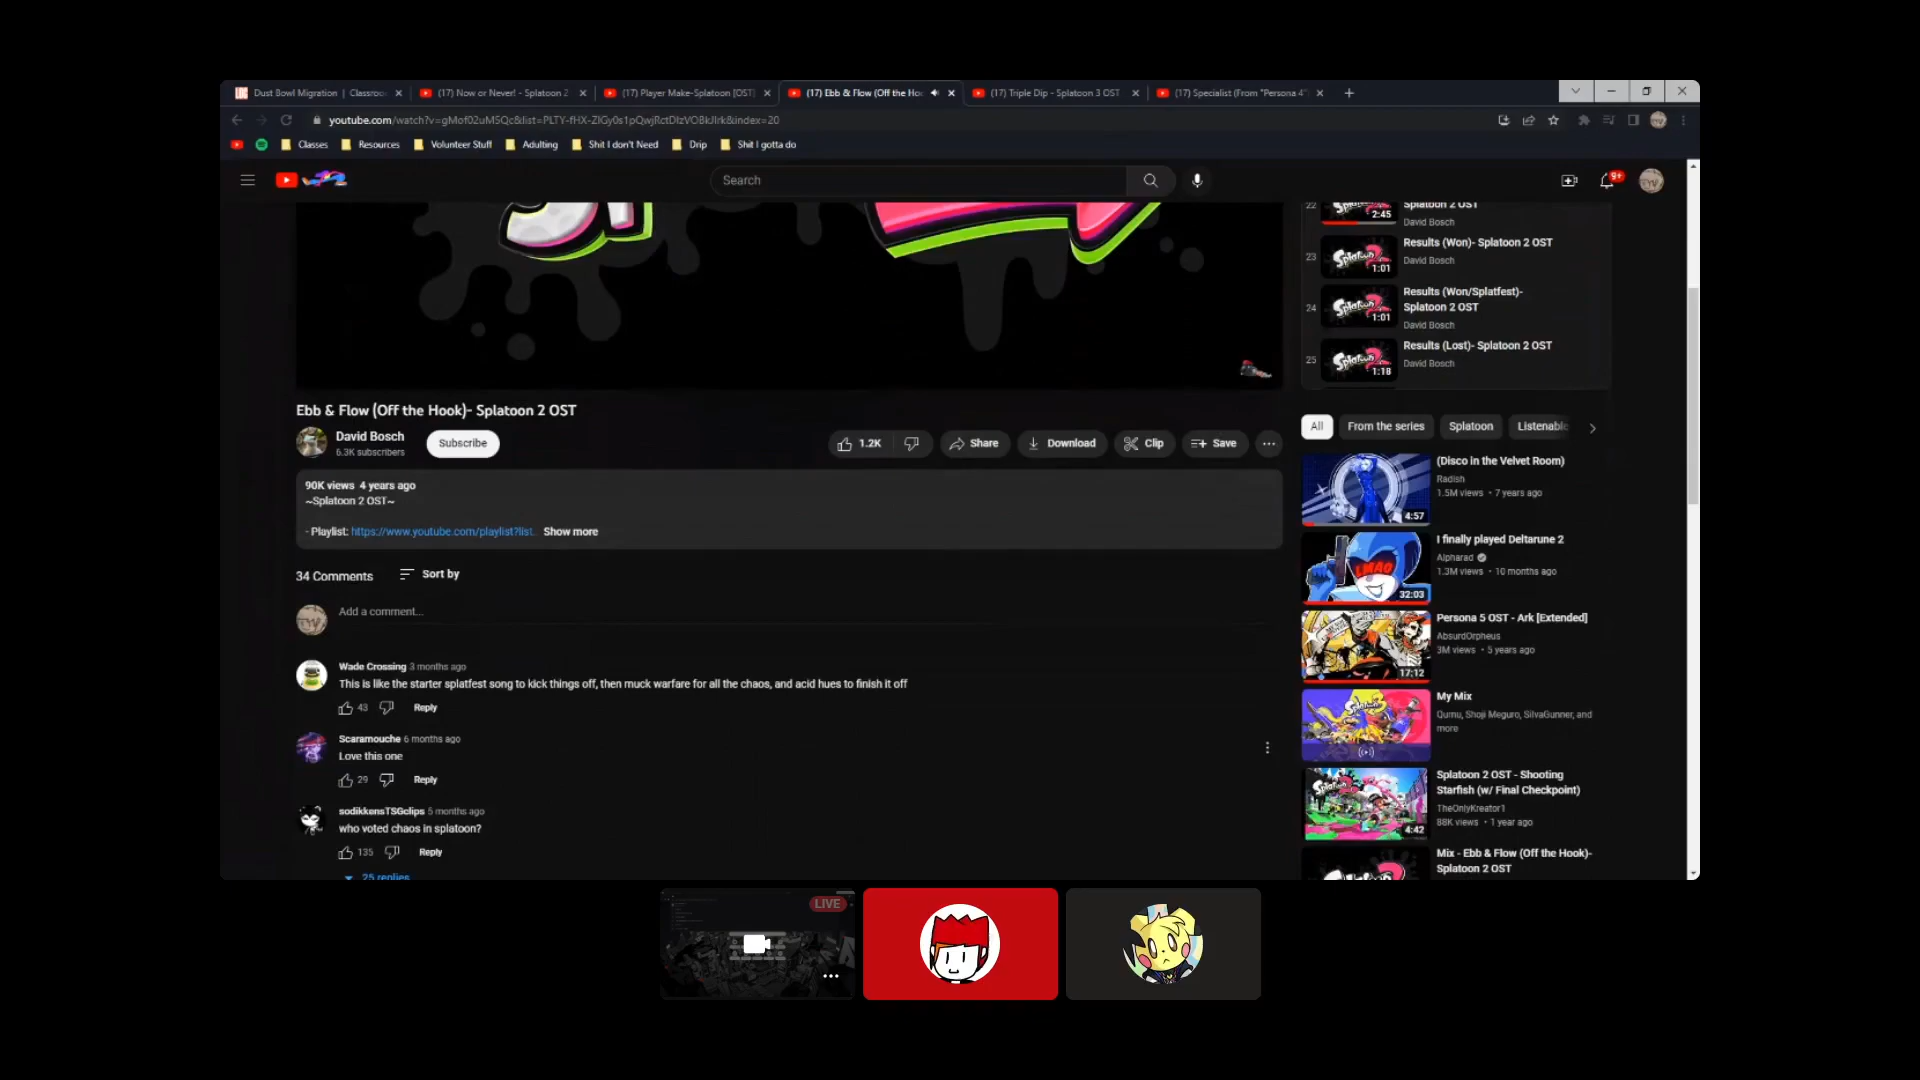 Dust Bowl Migration | Classroo
(17) Now or Never! - Splatoon 2
(17) Player Make-Splatoon [OST]
(17) Ebb & Flow (Off the Ho
(17) Triple Dip - Splatoon 3 OST
(17) Specialist (From "Persona 4"
youtube.com/watch?v=gMof02uMSQc&list=PLTY-fHX-ZlGy0s1pQwjRctDlzVOBkJIrk&index=20
Classes
Resources
Volunteer Stuff
Adulting
Shit I don't Need
Drip
Shit I gotta do
Search
9+
22
2:45
Splatoon 2 OST
David Bosch
23
Splatoon 2
1:01
Results (Won)- Splatoon 2 OST
David Bosch
24
Splatoon 2
1:01
Results (Won/Splatfest)-
Splatoon 2 OST
David Bosch
25
Splatoon 2
1:18
Results (Lost)- Splatoon 2 OST
David Bosch
Ebb & Flow (Off the Hook)- Splatoon 2 OST
David Bosch
6.3K subscribers
Subscribe
1.2K
Share
Download
Clip
Save
90K views 4 years ago
~Splatoon 2 OST~
- Playlist: https://www.youtube.com/playlist?list... Show more
34 Comments
Sort by
Add a comment...
Wade Crossing 3 months ago
This is like the starter splatfest song to kick things off, then muck warfare for all the chaos, and acid hues to finish it off
43
Reply
Scaramouche 6 months ago
Love this one
29
Reply
sodikkensTSGclips 5 months ago
who voted chaos in splatoon?
135
Reply
25 replies
All
From the series
Splatoon
Listenable
(Disco in the Velvet Room)
Radish
1.5M views • 7 years ago
4:57
I finally played Deltarune 2
Alpharad
1.3M views • 10 months ago
LMAO
32:03
Persona 5 OST - Ark [Extended]
AbsurdOrpheus
3M views • 5 years ago
17:12
My Mix
Qumu, Shoji Meguro, SilvaGunner, and
more
Splatoon 2 OST - Shooting
Starfish (w/ Final Checkpoint)
TheOnlyKreator1
88K views • 1 year ago
4:42
Mix - Ebb & Flow (Off the Hook)-
Splatoon 2 OST
LIVE